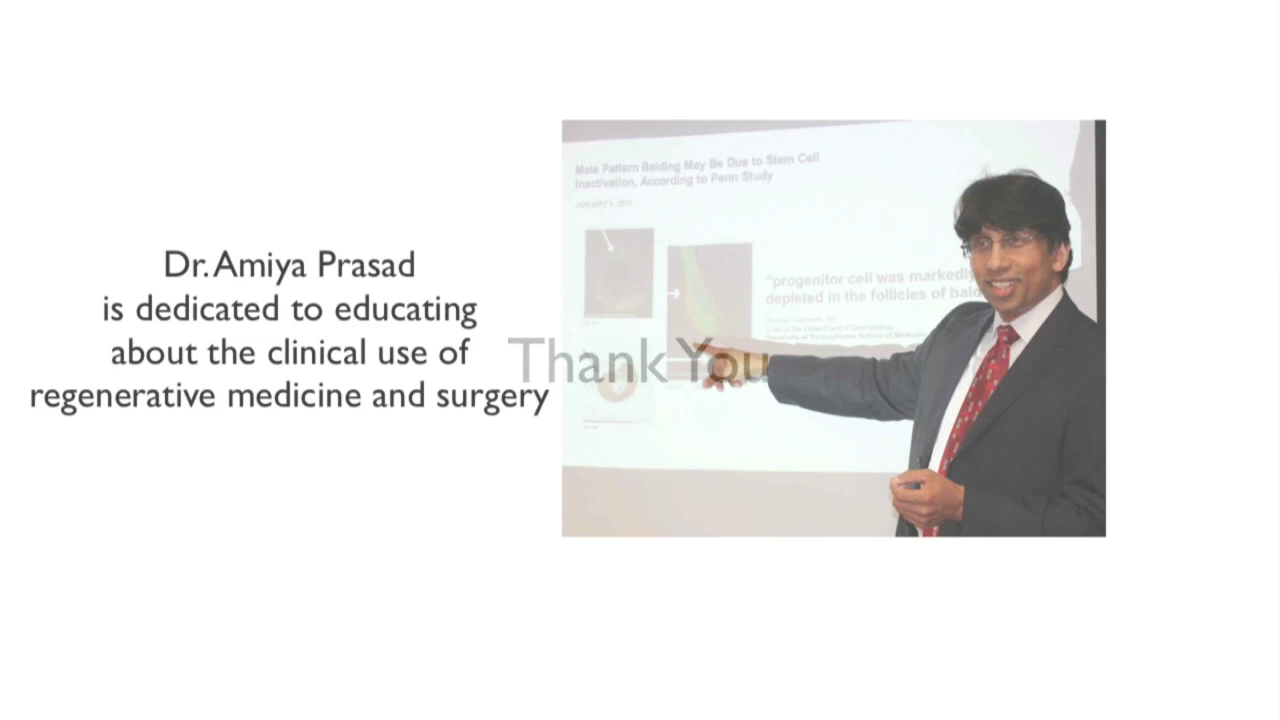 Dr. Amiya Prasad
is dedicated to educating
about the clinical use of
regenerative medicine and surgery
Thank You
Male Pattern Balding May Be Due to Stem Cell
Inactivation, According to Penn Study
"progenitor cell was markedly
depleted in the follicles of bald